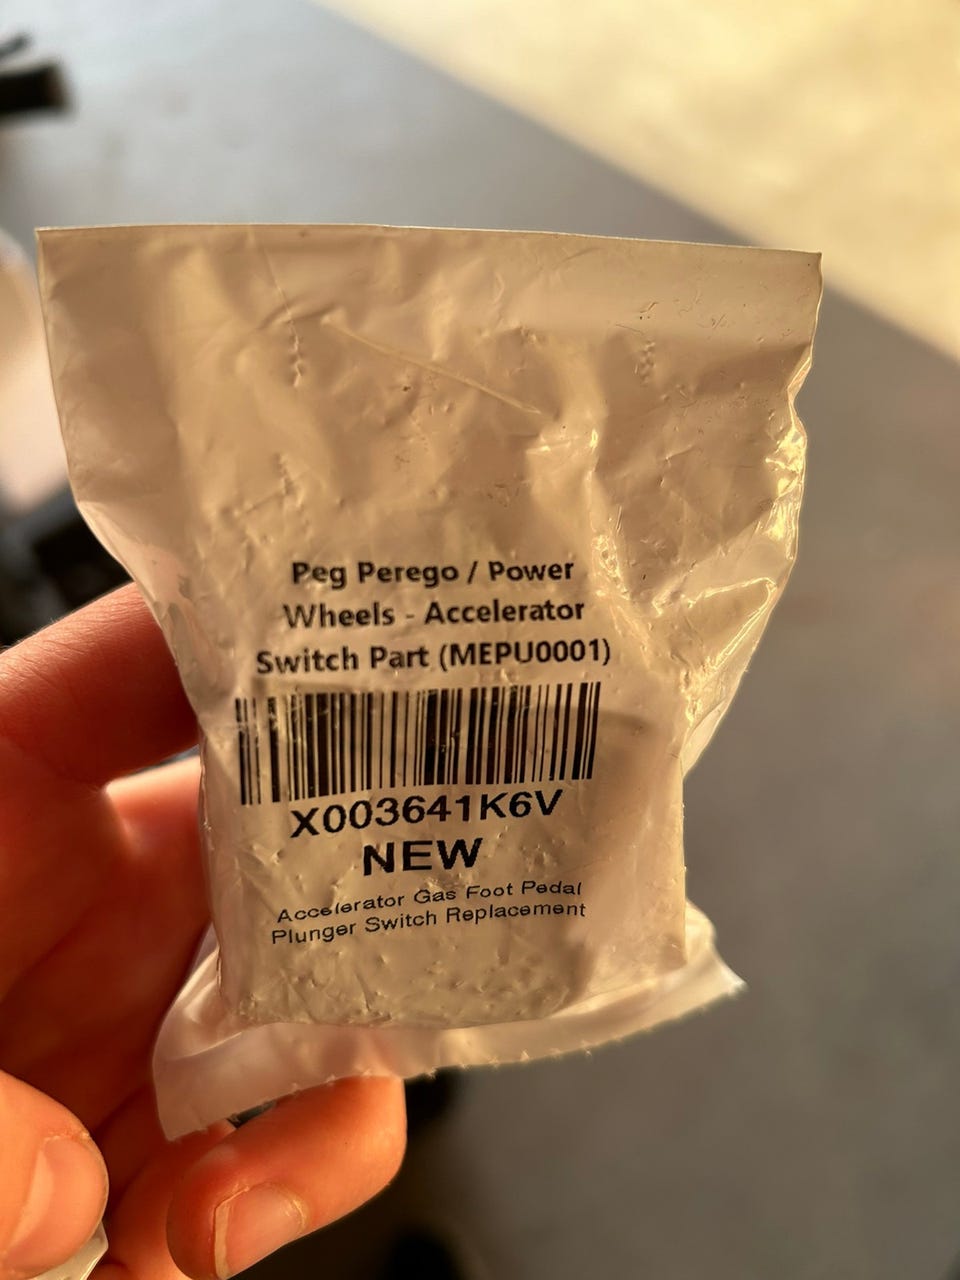 Peg Perego / Power
Wheels - Accelerator
Switch Part (MEPU0001)
X003641K6V
NEW
Accelerator Gas Foot Pedal
Plunger Switch Replacement